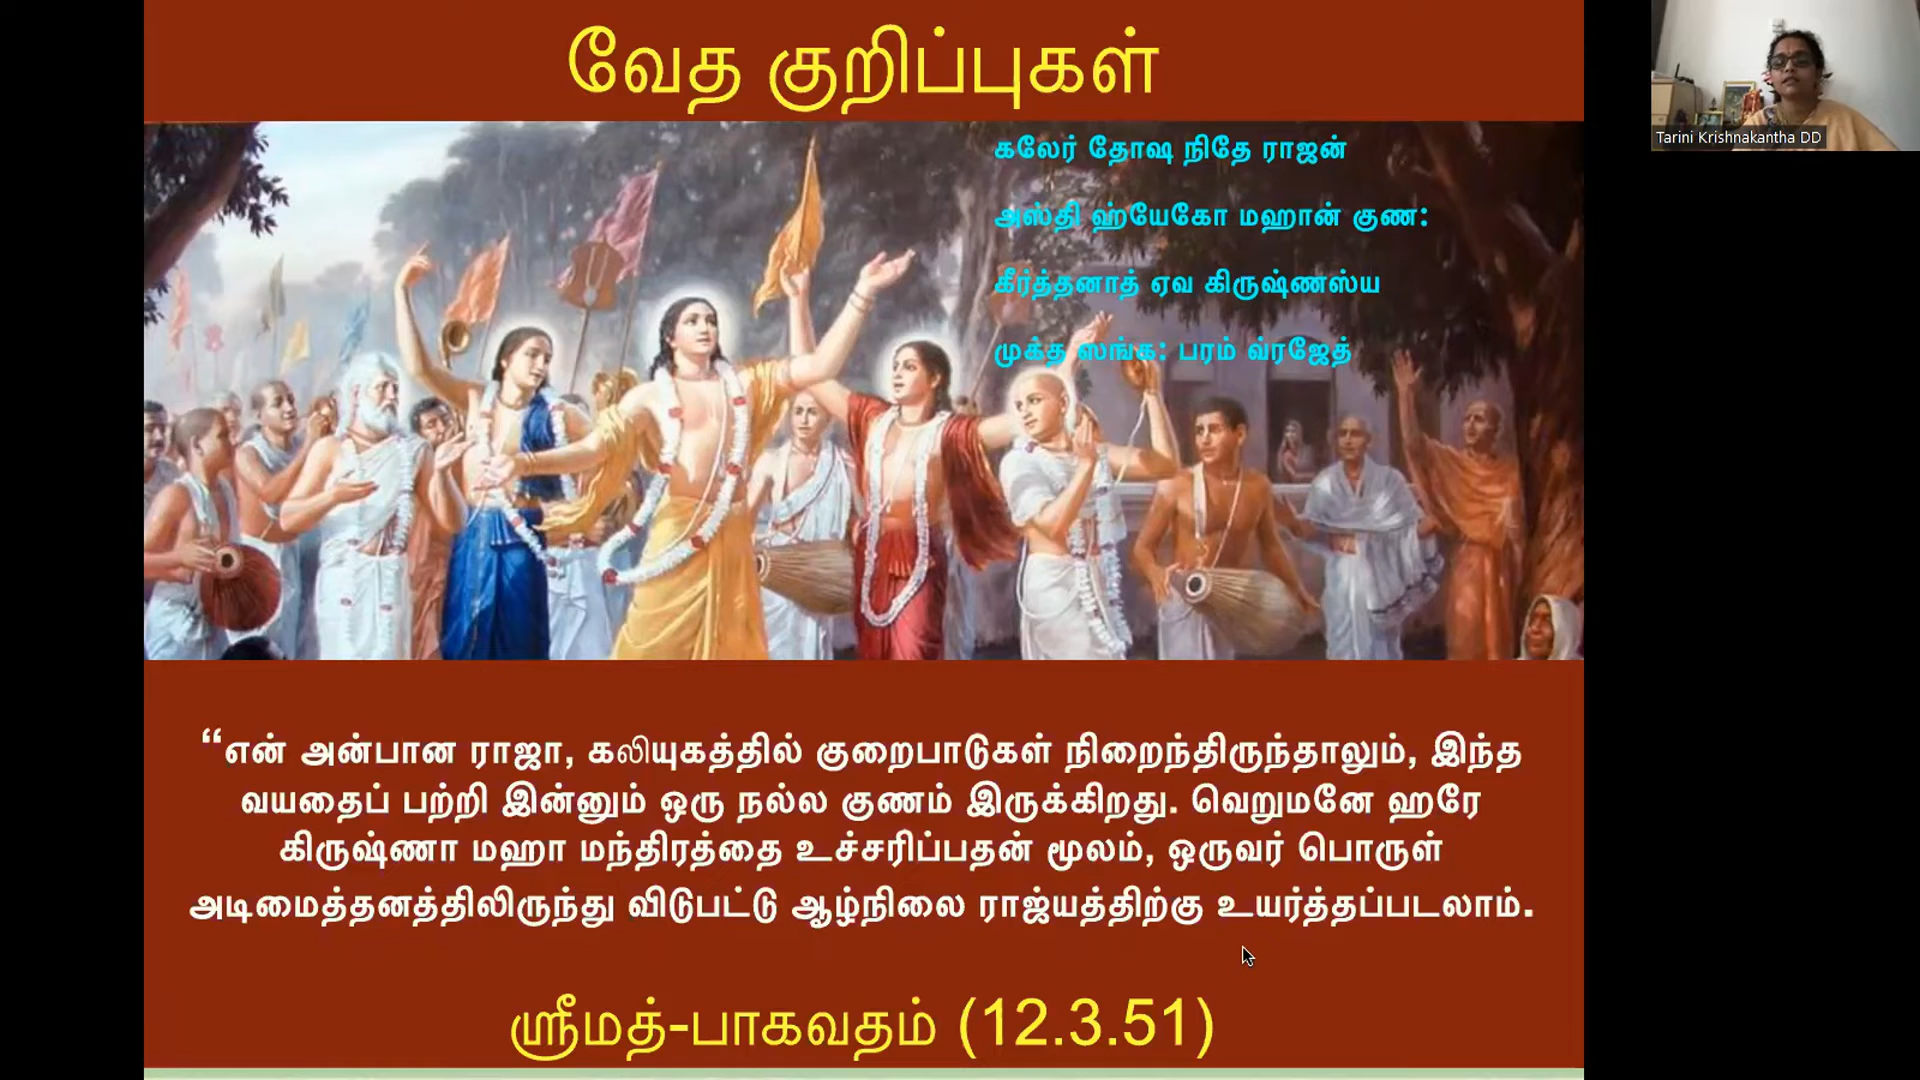 வேத குறிப்புகள்
கலேர் தோஷ நிதே ராஜன்
அஸ்தி ஹ்யேகோ மஹான் குண:
கீர்த்தனாத் ஏவ கிருஷ்ணஸ்ய
முக்த ஸங்க: பரம் வ்ரஜேத்
Tarini Krishnakantha DD
“என் அன்பான ராஜா, கலியுகத்தில் குறைபாடுகள் நிறைந்திருந்தாலும், இந்த
வயதைப் பற்றி இன்னும் ஒரு நல்ல குணம் இருக்கிறது. வெறுமனே ஹரே
கிருஷ்ணா மஹா மந்திரத்தை உச்சரிப்பதன் மூலம், ஒருவர் பொருள்
அடிமைத்தனத்திலிருந்து விடுபட்டு ஆழ்நிலை ராஜ்யத்திற்கு உயர்த்தப்படலாம்.
ஸ்ரீமத்-பாகவதம் (12.3.51)